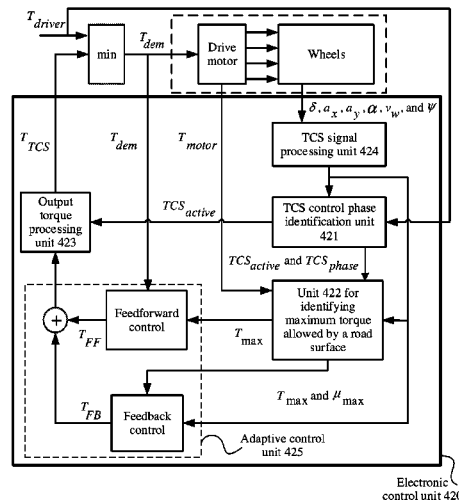 T_driver
min
T_dem
Drive
motor
Wheels
δ, a_x, a_y, α, v_w, and ψ
T_TCS
T_dem
T_motor
TCS signal
processing unit 424
Output
torque
processing
unit 423
TCS_active
TCS control phase
identification unit
421
TCS_active and TCS_phase
Feedforward
control
T_FF
T_max
Unit 422 for
identifying
maximum torque
allowed by a road
surface
+
T_FB
Feedback
control
T_max and μ_max
Adaptive control
unit 425
Electronic
control unit 420